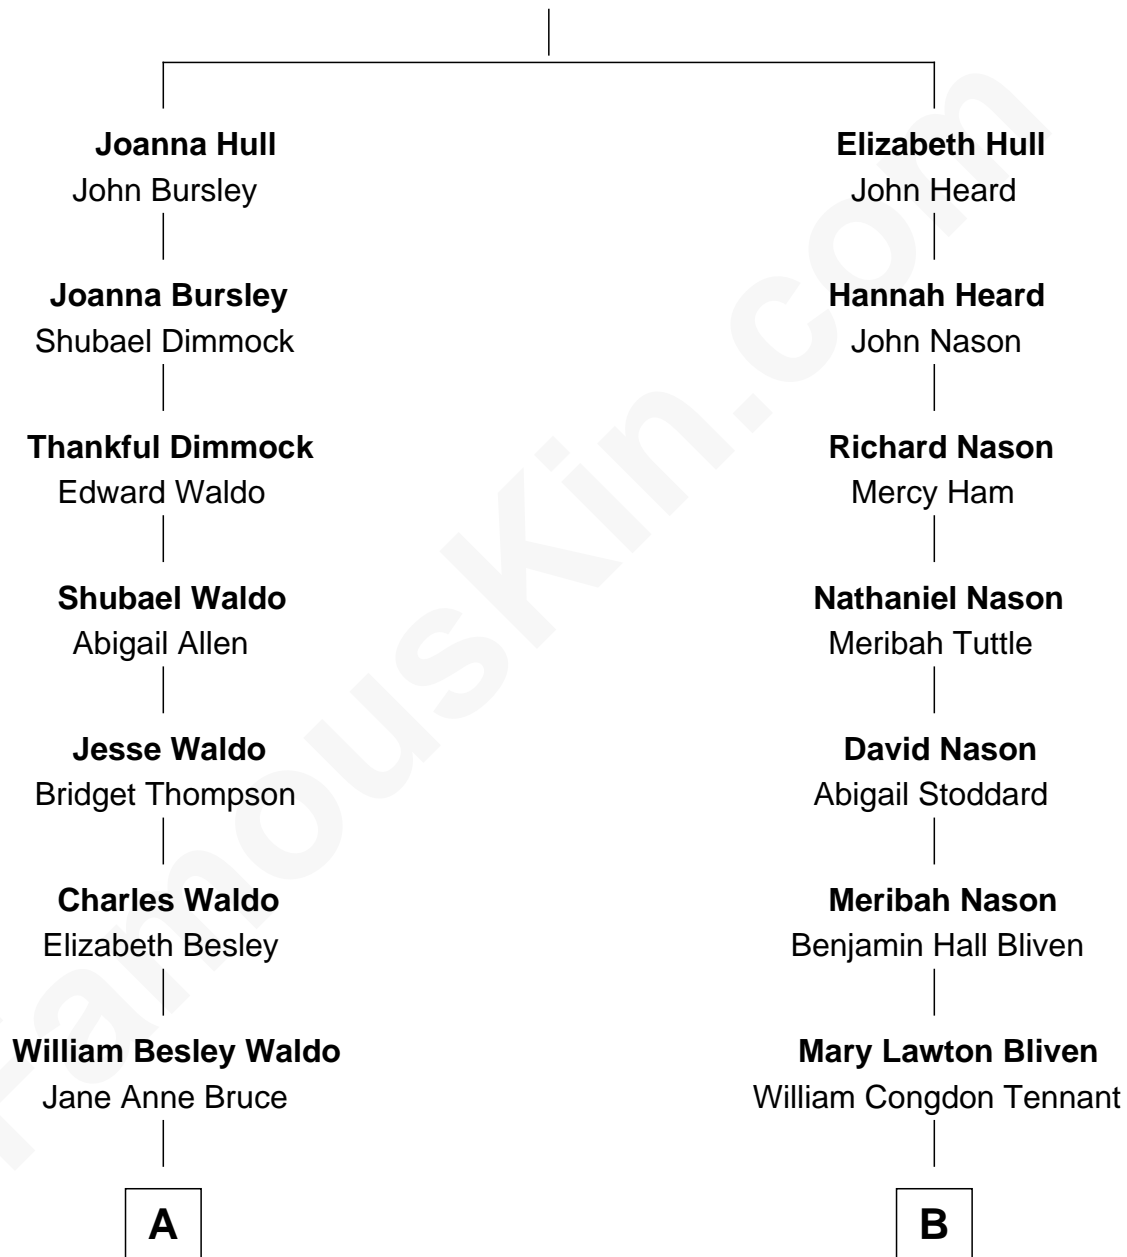 Joanna Hull
John Bursley
Joanna Bursley
Shubael Dimmock
Thankful Dimmock
Edward Waldo
Shubael Waldo
Abigail Allen
Jesse Waldo
Bridget Thompson
Charles Waldo
Elizabeth Besley
William Besley Waldo
Jane Anne Bruce
A
Elizabeth Hull
John Heard
Hannah Heard
John Nason
Richard Nason
Mercy Ham
Nathaniel Nason
Meribah Tuttle
David Nason
Abigail Stoddard
Meribah Nason
Benjamin Hall Bliven
Mary Lawton Bliven
William Congdon Tennant
B
FamousKin.com